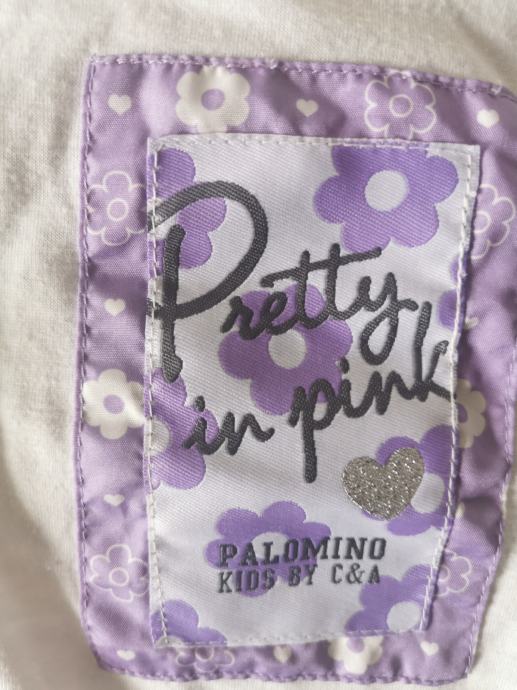 Pretty
in pink
PALOMINO
KIDS BY C&A